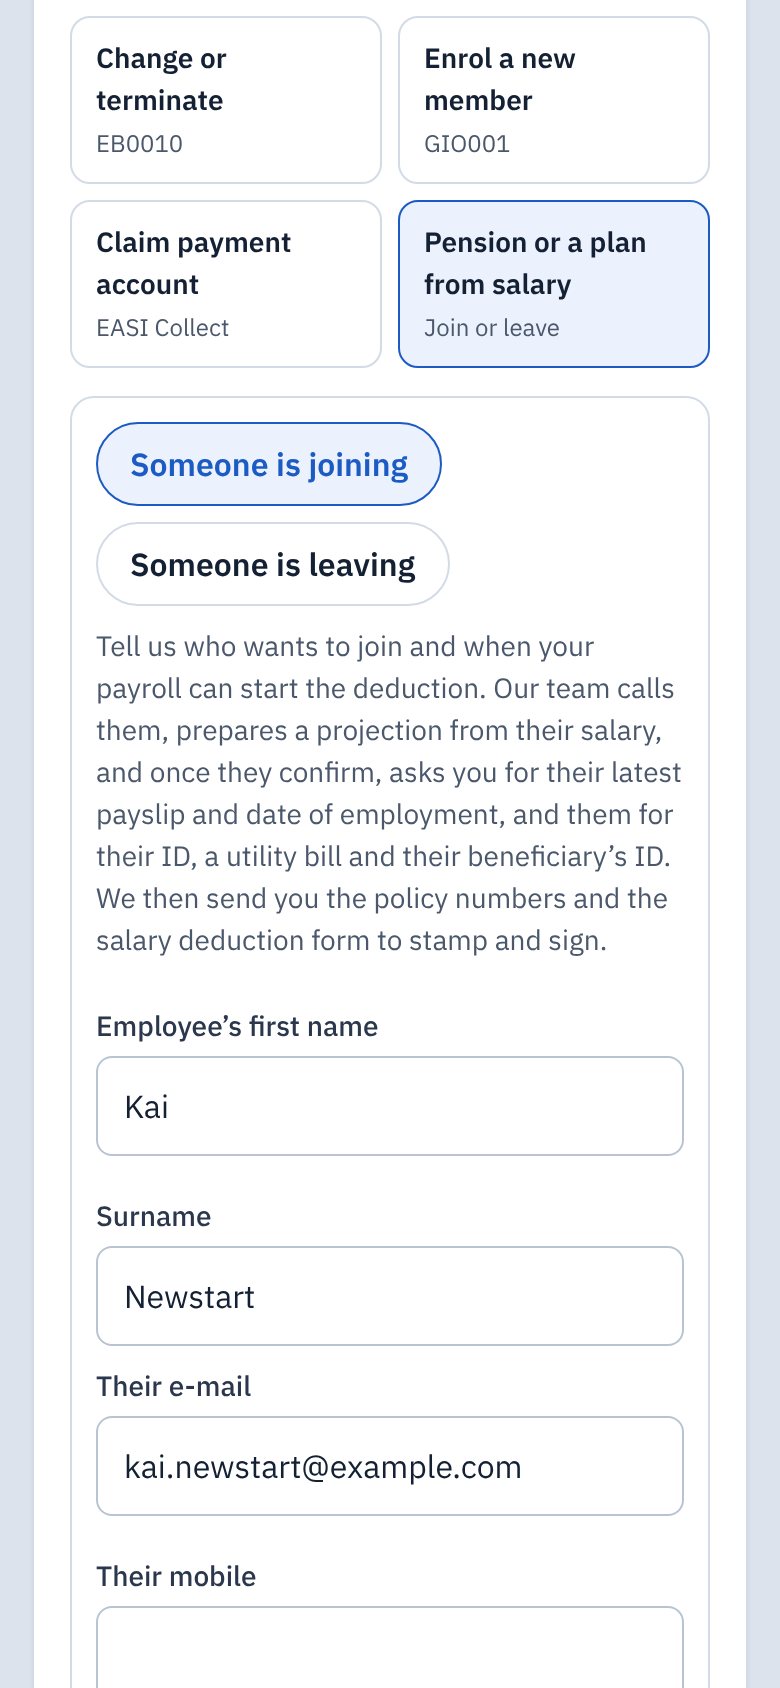 Change or
terminate
EB0010
Enrol a new
member
GIO001
Claim payment
account
EASI Collect
Pension or a plan
from salary
Join or leave
Someone is joining
Someone is leaving
Tell us who wants to join and when your
payroll can start the deduction. Our team calls
them, prepares a projection from their salary,
and once they confirm, asks you for their latest
payslip and date of employment, and them for
their ID, a utility bill and their beneficiary’s ID.
We then send you the policy numbers and the
salary deduction form to stamp and sign.
Employee’s first name
Kai
Surname
Newstart
Their e-mail
kai.newstart@example.com
Their mobile